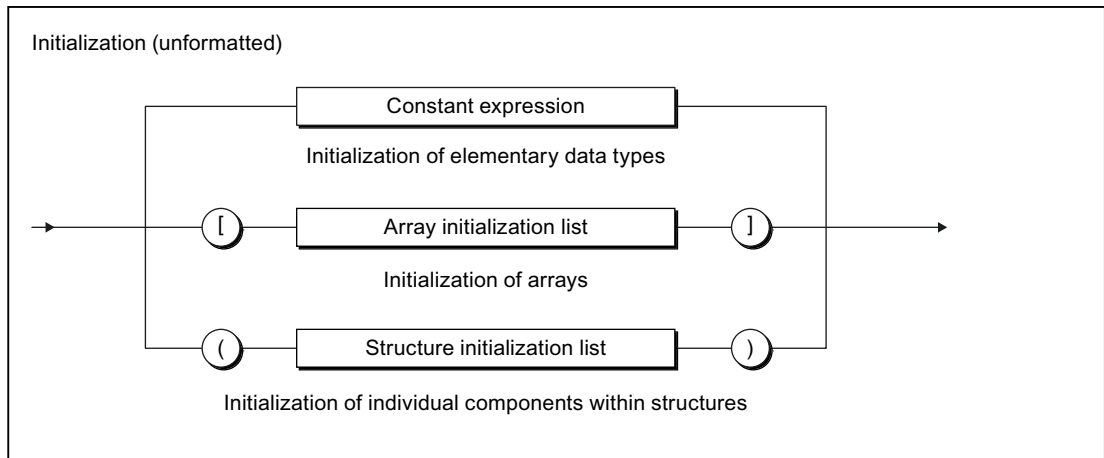 Initialization (unformatted)
Constant expression
Initialization of elementary data types
[ Array initialization list ]
Initialization of arrays
( Structure initialization list )
Initialization of individual components within structures